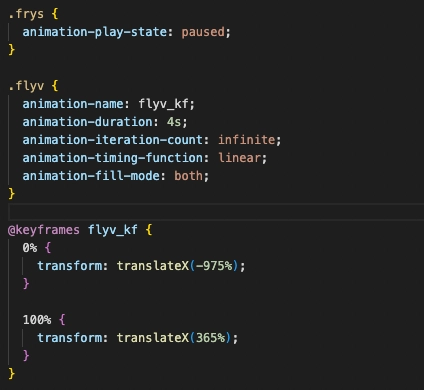 .frys {
  animation-play-state: paused;
}

.flyv {
  animation-name: flyv_kf;
  animation-duration: 4s;
  animation-iteration-count: infinite;
  animation-timing-function: linear;
  animation-fill-mode: both;
}

@keyframes flyv_kf {
  0% {
    transform: translateX(-975%);
  }

  100% {
    transform: translateX(365%);
  }
}